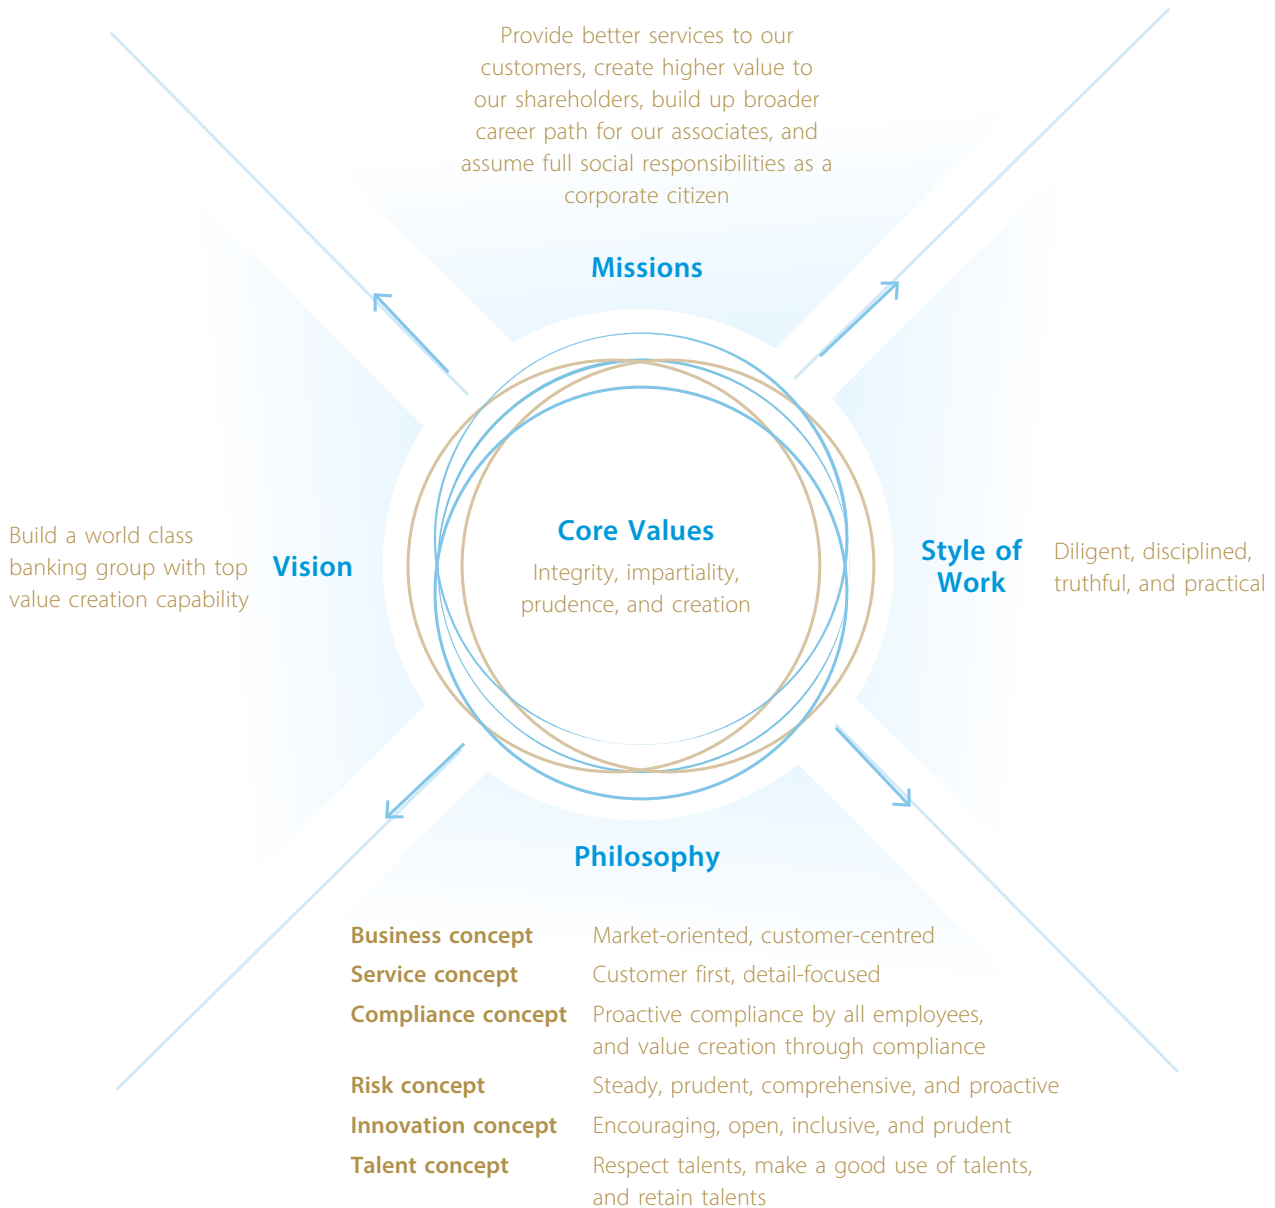 Provide better services to our
customers, create higher value to
our shareholders, build up broader
career path for our associates, and
assume full social responsibilities as a
corporate citizen
Missions
Build a world class
banking group with top
value creation capability
Vision
Core Values
Integrity, impartiality,
prudence, and creation
Style of
Work
Diligent, disciplined,
truthful, and practical
Philosophy
Business concept Market-oriented, customer-centred
Service concept Customer first, detail-focused
Compliance concept Proactive compliance by all employees,
and value creation through compliance
Risk concept Steady, prudent, comprehensive, and proactive
Innovation concept Encouraging, open, inclusive, and prudent
Talent concept Respect talents, make a good use of talents,
and retain talents